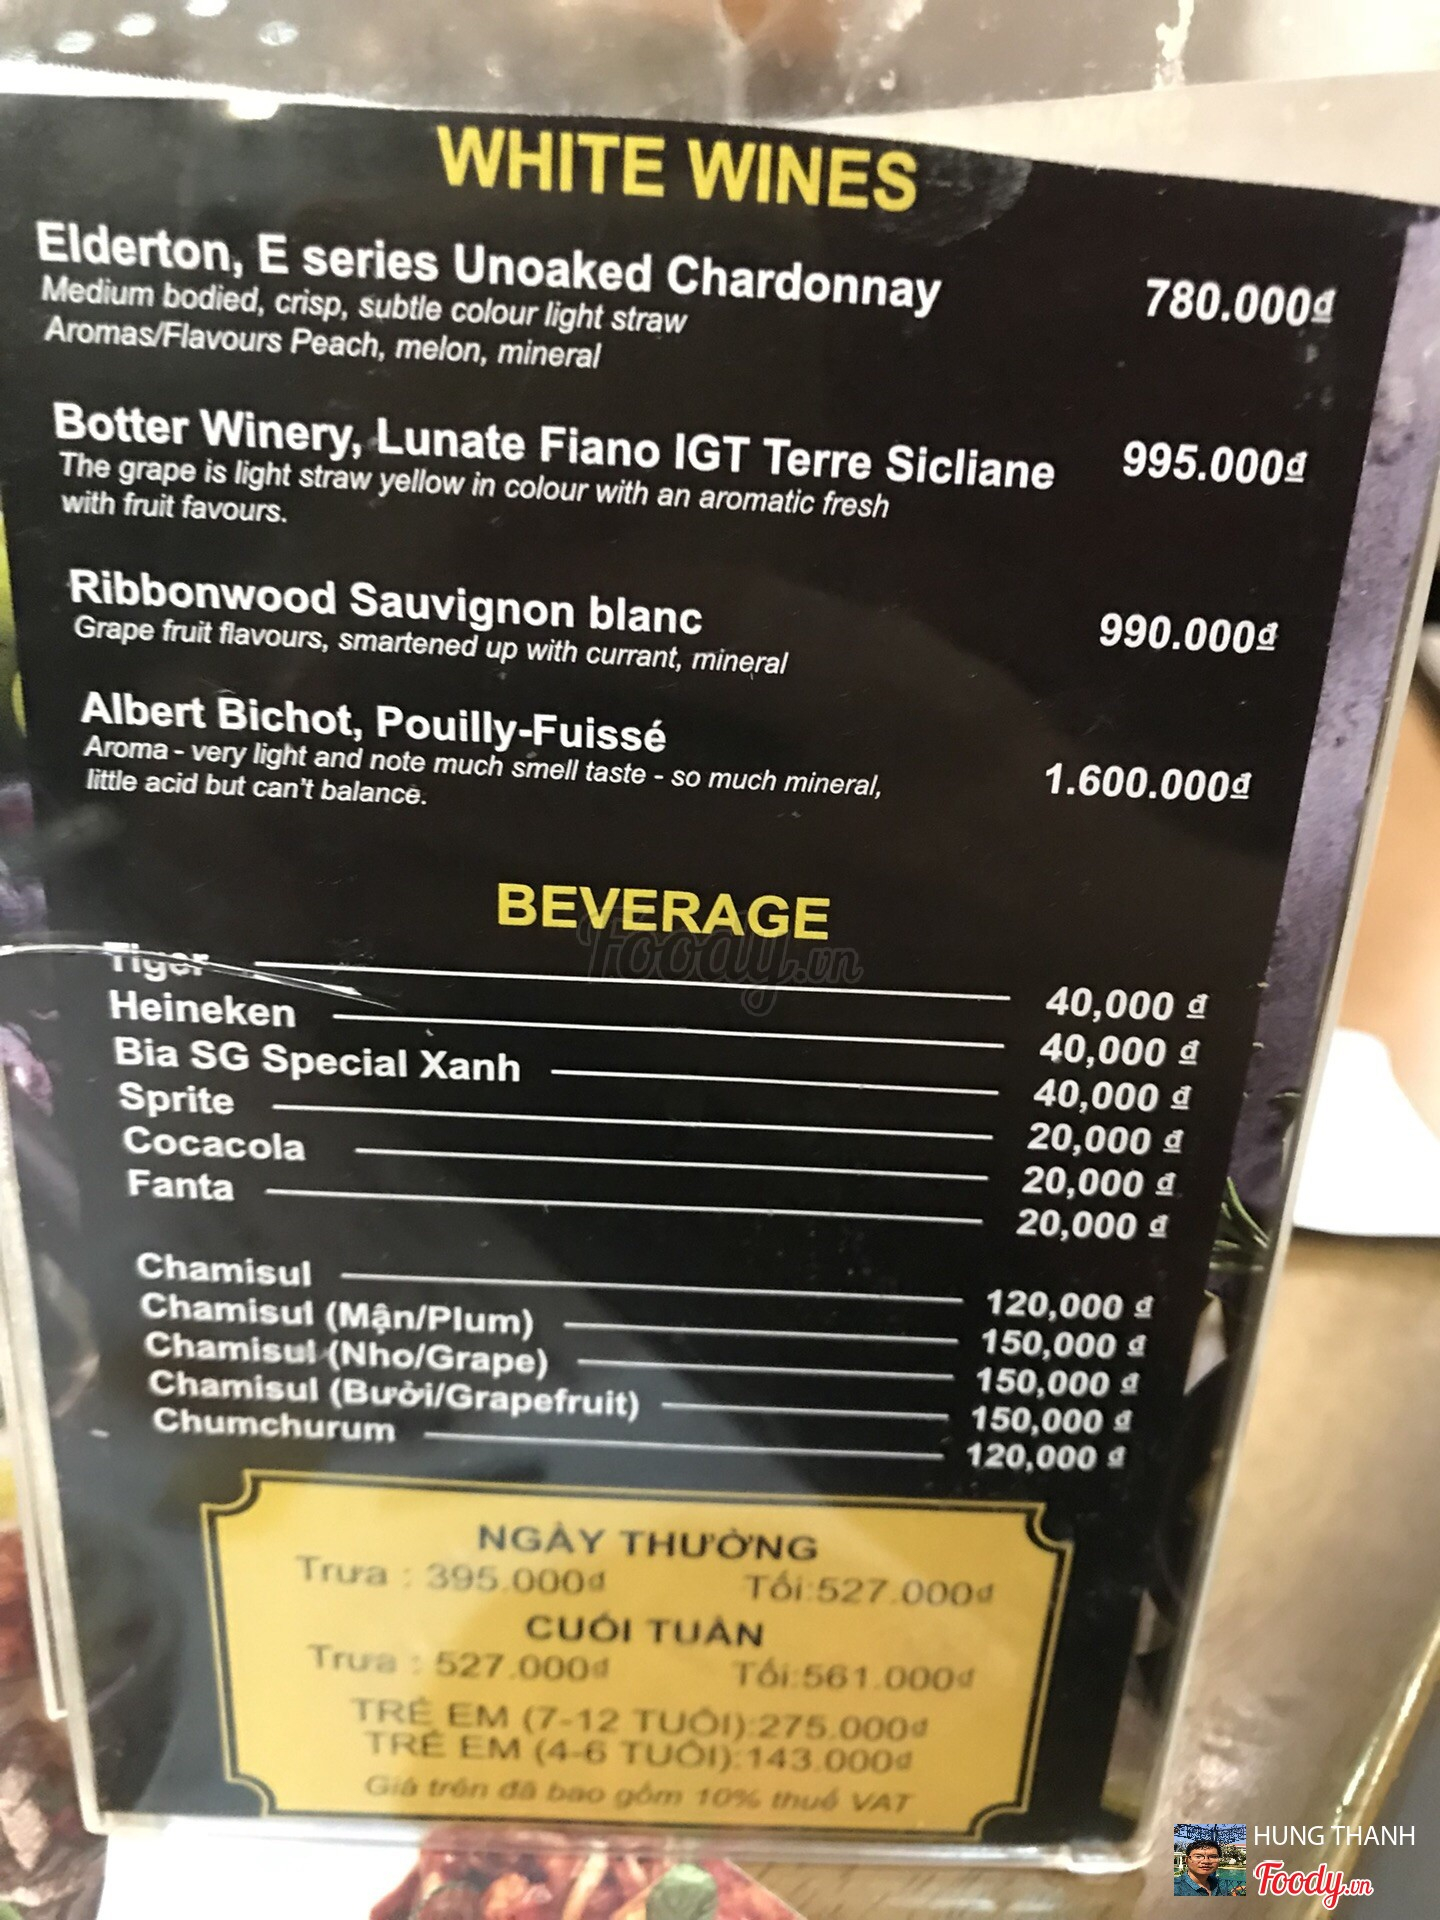 WHITE WINES
Elderton, E series Unoaked Chardonnay 780.000₫
Medium bodied, crisp, subtle colour light straw
Aromas/Flavours Peach, melon, mineral
Botter Winery, Lunate Fiano IGT Terre Sicliane 995.000₫
The grape is light straw yellow in colour with an aromatic fresh
with fruit favours.
Ribbonwood Sauvignon blanc 990.000₫
Grape fruit flavours, smartened up with currant, mineral
Albert Bichot, Pouilly-Fuissé 1.600.000₫
Aroma - very light and note much smell taste - so much mineral,
little acid but can't balance.
BEVERAGE
Foody.vn
Tiger 40,000 ₫
Heineken 40,000 ₫
Bia SG Special Xanh 40,000 ₫
Sprite 20,000 ₫
Cocacola 20,000 ₫
Fanta 20,000 ₫
Chamisul 120,000 ₫
Chamisul (Mận/Plum) 150,000 ₫
Chamisul (Nho/Grape) 150,000 ₫
Chamisul (Bưởi/Grapefruit) 150,000 ₫
Chumchurum 120,000 ₫
NGÀY THƯỜNG
Trưa : 395.000đ Tối:527.000đ
CUỐI TUẦN
Trưa : 527.000đ Tối:561.000đ
TRẺ EM (7-12 TUỔI):275.000đ
TRẺ EM (4-6 TUỔI):143.000đ
Giá trên đã bao gồm 10% thuế VAT
HUNG THANH
Foody.vn